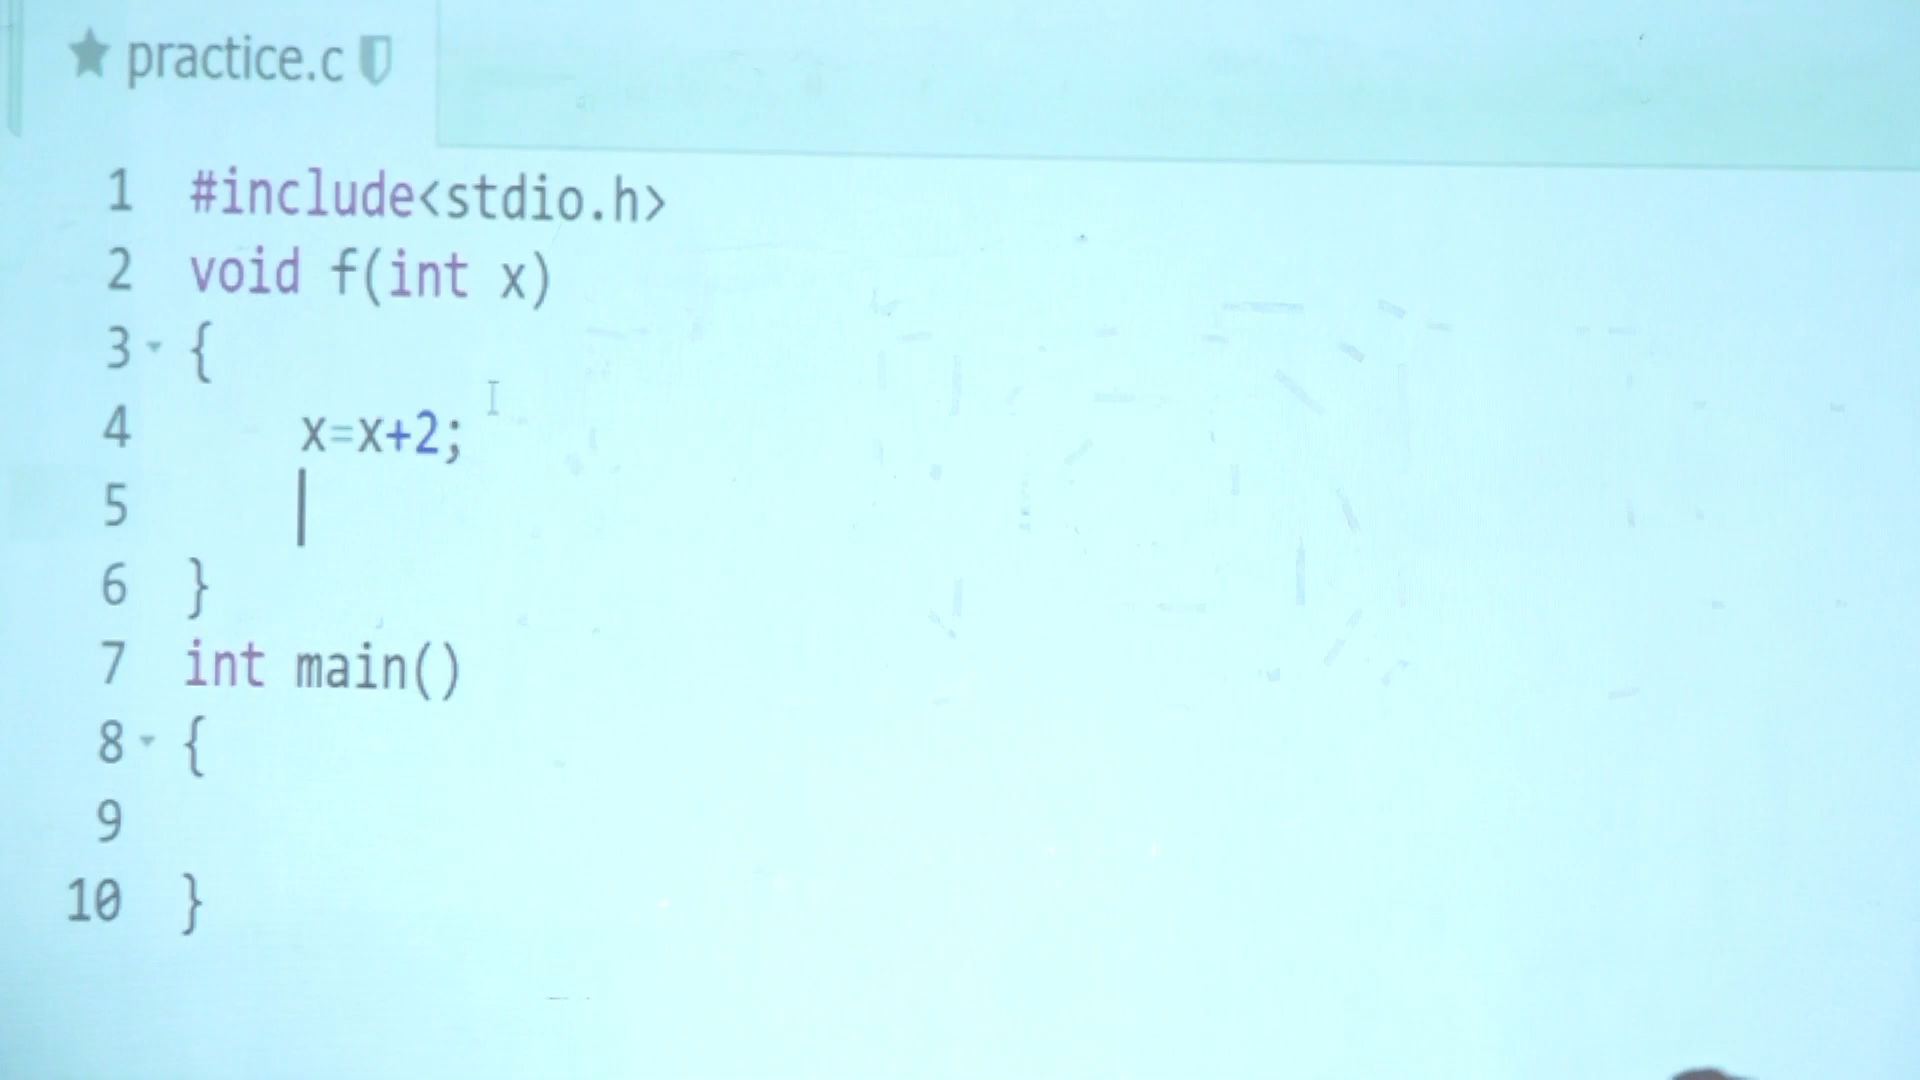 practice.c
1 #include<stdio.h>
2 void f(int x)
3 {
4 x=x+2;
5
6 }
7 int main()
8 {
9
10 }